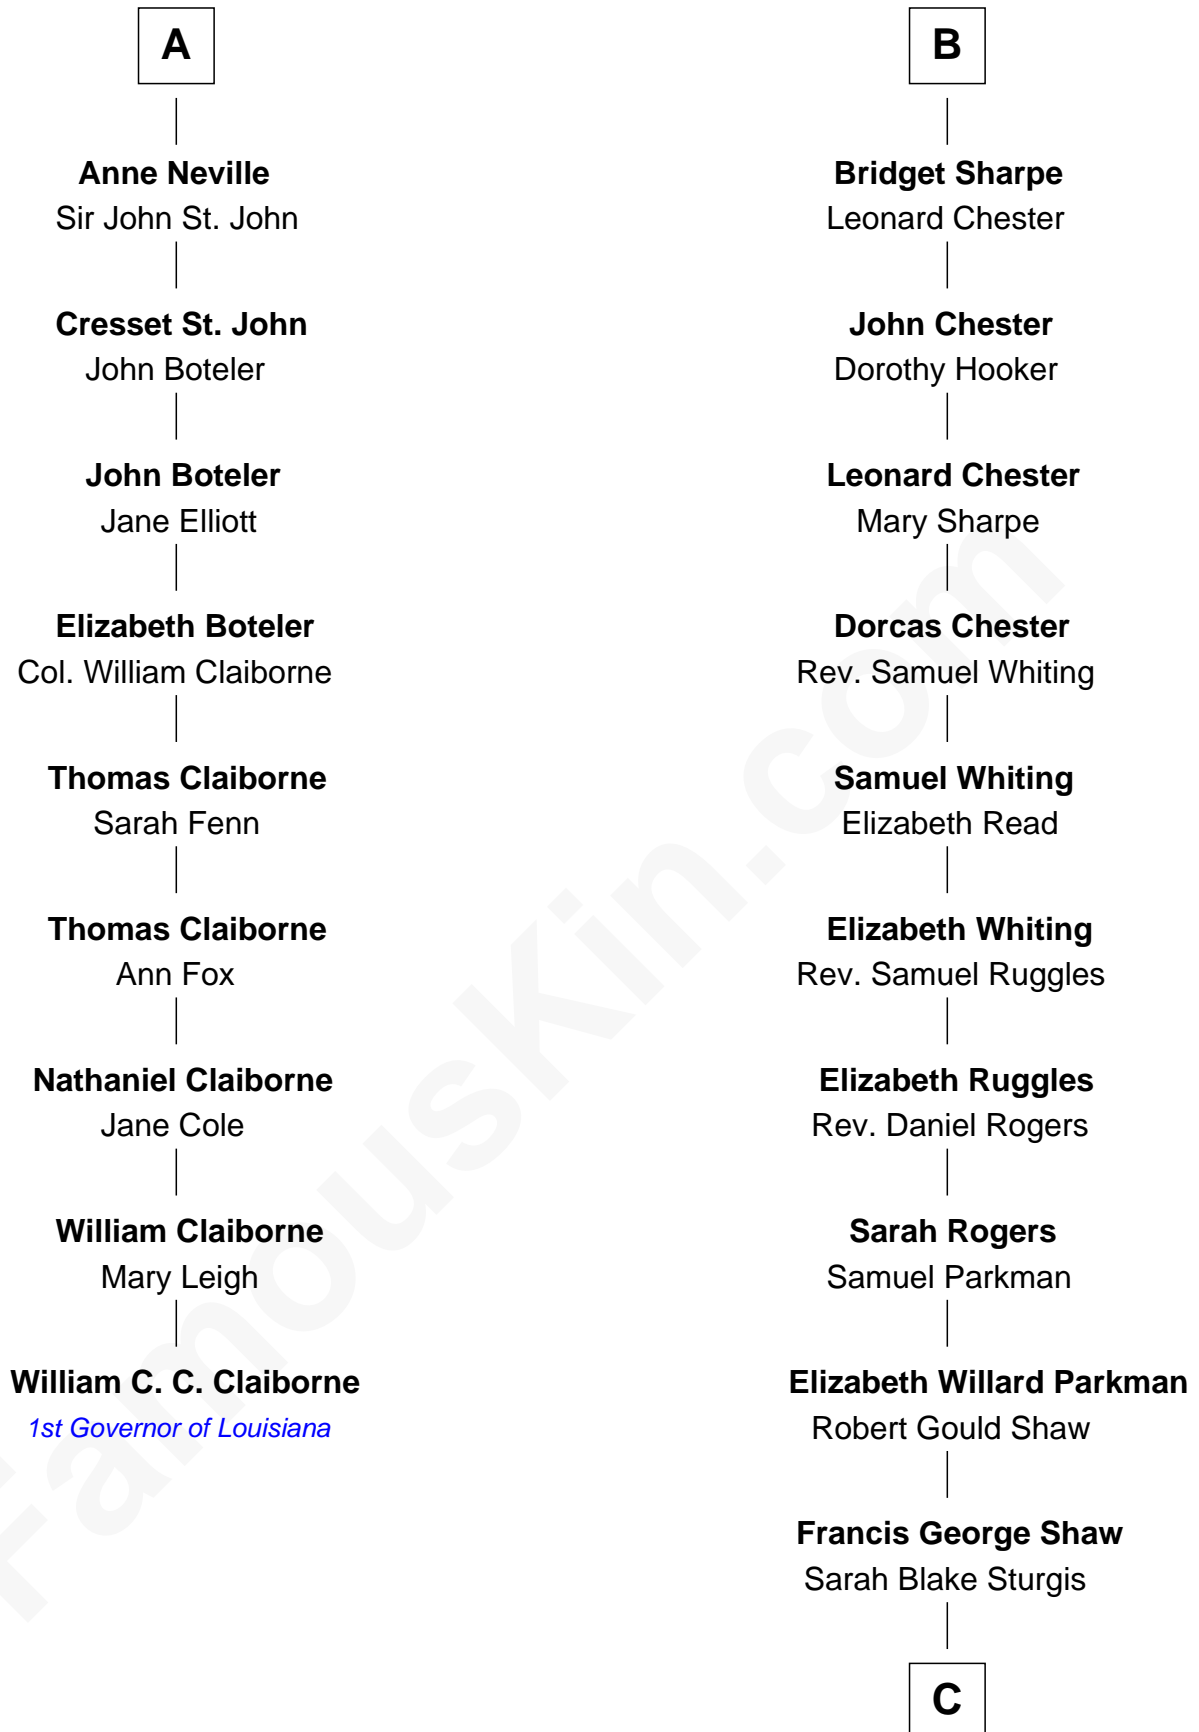 A
Anne Neville
Sir John St. John
Cresset St. John
John Boteler
John Boteler
Jane Elliott
Elizabeth Boteler
Col. William Claiborne
Thomas Claiborne
Sarah Fenn
Thomas Claiborne
Ann Fox
Nathaniel Claiborne
Jane Cole
William Claiborne
Mary Leigh
William C. C. Claiborne
1st Governor of Louisiana
B
Bridget Sharpe
Leonard Chester
John Chester
Dorothy Hooker
Leonard Chester
Mary Sharpe
Dorcas Chester
Rev. Samuel Whiting
Samuel Whiting
Elizabeth Read
Elizabeth Whiting
Rev. Samuel Ruggles
Elizabeth Ruggles
Rev. Daniel Rogers
Sarah Rogers
Samuel Parkman
Elizabeth Willard Parkman
Robert Gould Shaw
Francis George Shaw
Sarah Blake Sturgis
C
FamousKin.com